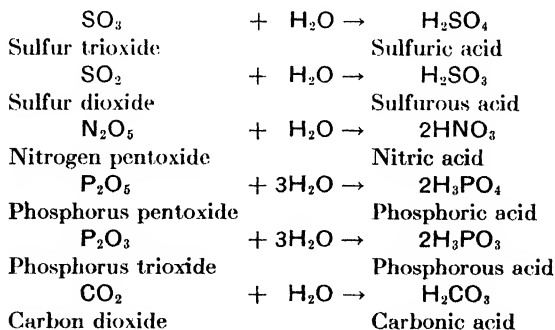 SO₃ + H₂O → H₂SO₄
Sulfur trioxide Sulfuric acid
SO₂ + H₂O → H₂SO₃
Sulfur dioxide Sulfurous acid
N₂O₅ + H₂O → 2HNO₃
Nitrogen pentoxide Nitric acid
P₂O₅ + 3H₂O → 2H₃PO₄
Phosphorus pentoxide Phosphoric acid
P₂O₃ + 3H₂O → 2H₃PO₃
Phosphorus trioxide Phosphorous acid
CO₂ + H₂O → H₂CO₃
Carbon dioxide Carbonic acid